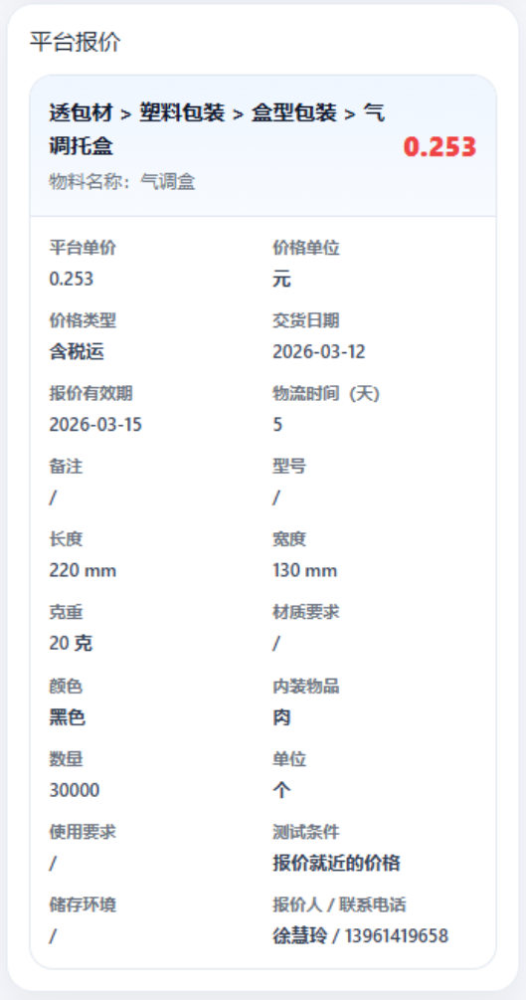 平台报价
透包材 > 塑料包装 > 盒型包装 > 气
调托盒
0.253
物料名称：气调盒
平台单价
价格单位
0.253
元
价格类型
交货日期
含税运
2026-03-12
报价有效期
物流时间（天）
2026-03-15
5
备注
型号
/
/
长度
宽度
220 mm
130 mm
克重
材质要求
20 克
/
颜色
内装物品
黑色
肉
数量
单位
30000
个
使用要求
测试条件
/
报价就近的价格
储存环境
报价人 / 联系电话
/
徐慧玲 / 13961419658